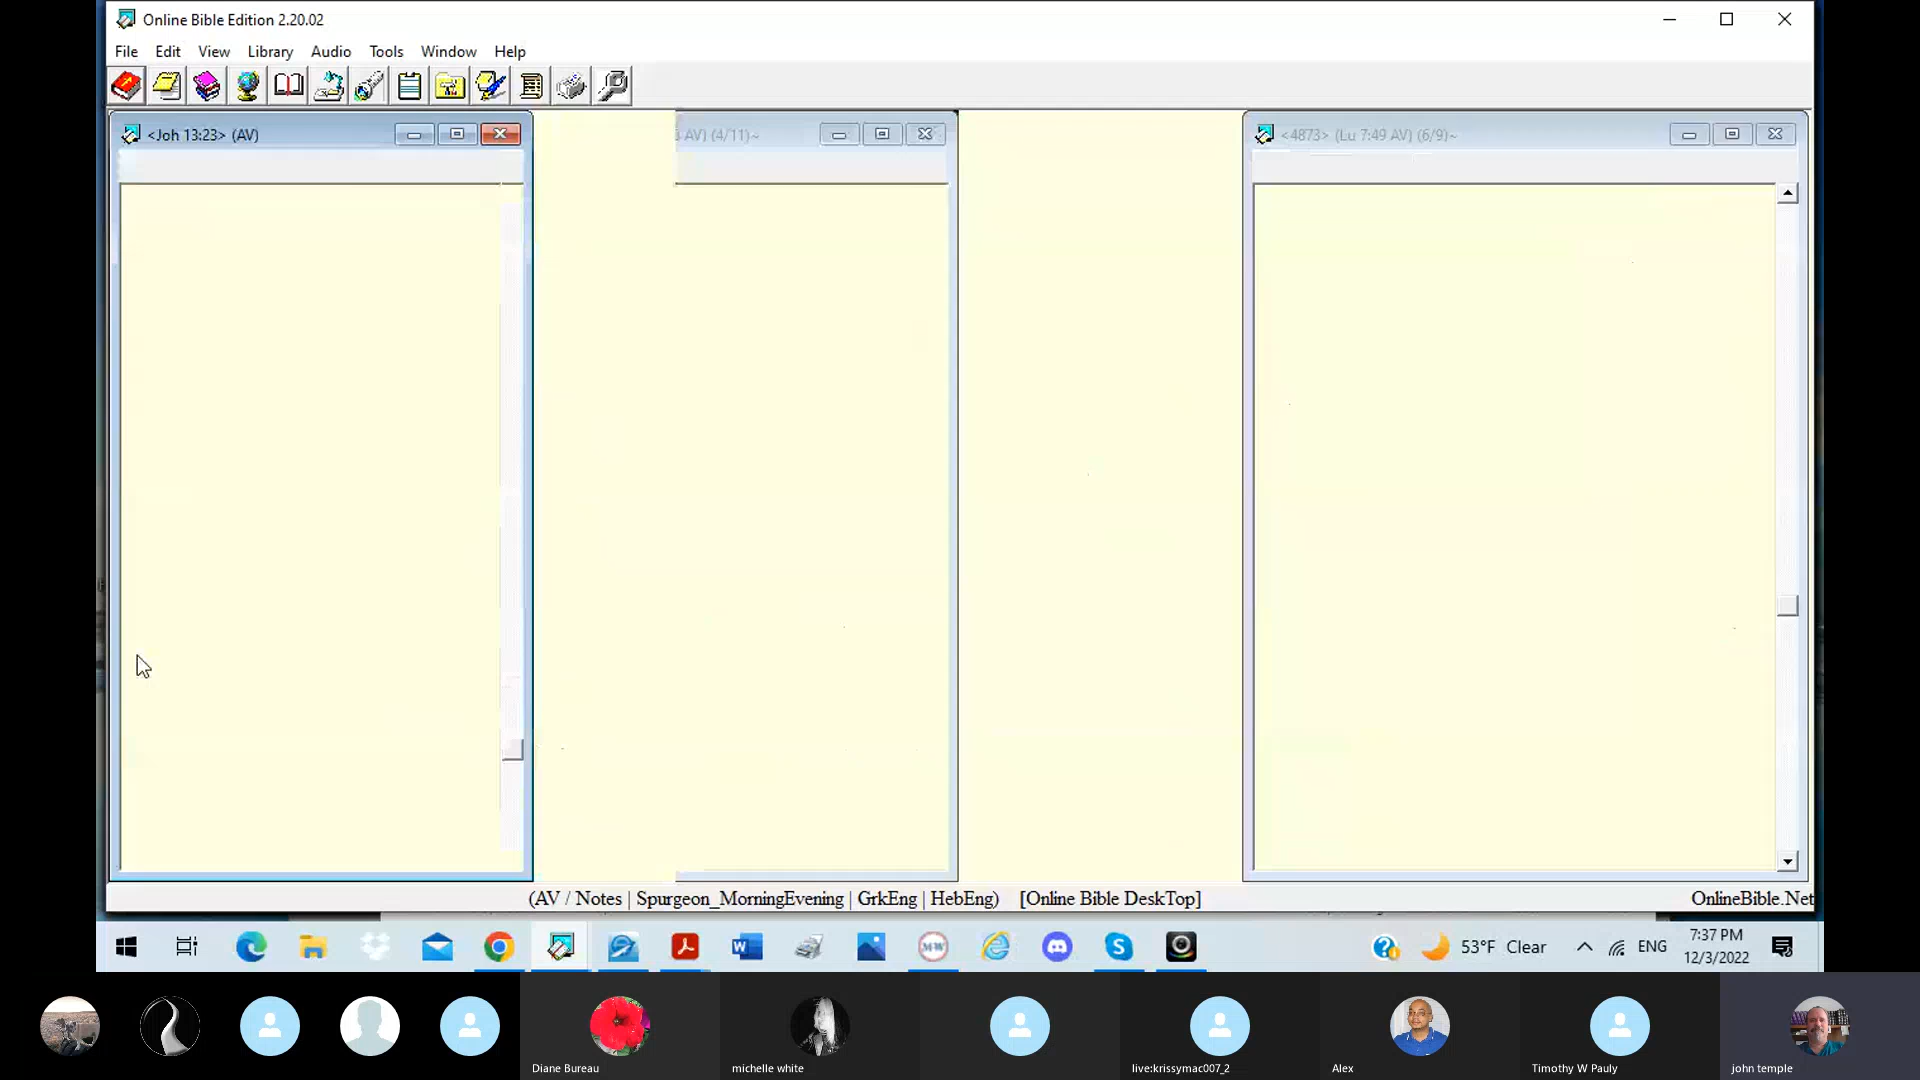 Online Bible Edition 2.20.02
File Edit View Library Audio Tools Window Help
<Joh 13:23> (AV)
AV) (4/11)~
<4873> (Lu 7:49 AV) (6/9)~
(AV / Notes | Spurgeon_MorningEvening | GrkEng | HebEng) [Online Bible DeskTop]
OnlineBible.Net
53°F Clear
ENG
7:37 PM
12/3/2022
Diane Bureau
michelle white
live:krissymac007_2
Alex
Timothy W Pauly
john temple